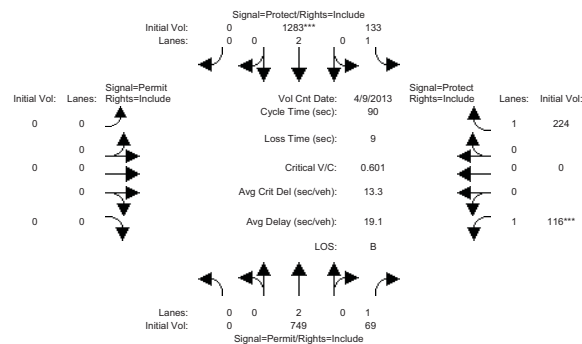 Signal=Protect/Rights=Include
Initial Vol: 0 1283*** 133
Lanes: 0 0 2 0 1
Signal=Permit
Initial Vol: Lanes: Rights=Include
Vol Cnt Date: 4/9/2013
Signal=Protect
Rights=Include Lanes: Initial Vol:
Cycle Time (sec): 90
0 0
1 224
Loss Time (sec): 9
0
0
0 0
Critical V/C: 0.601
0 0
0
Avg Crit Del (sec/veh): 13.3
0
0 0
Avg Delay (sec/veh): 19.1
1 116***
LOS: B
Lanes: 0 0 2 0 1
Initial Vol: 0 749 69
Signal=Permit/Rights=Include